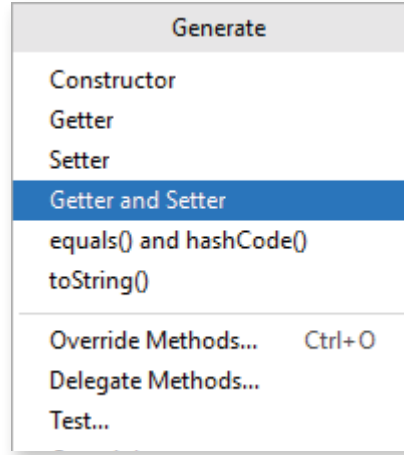 Generate
Constructor
Getter
Setter
Getter and Setter
equals() and hashCode()
toString()
Override Methods... Ctrl+O
Delegate Methods...
Test...